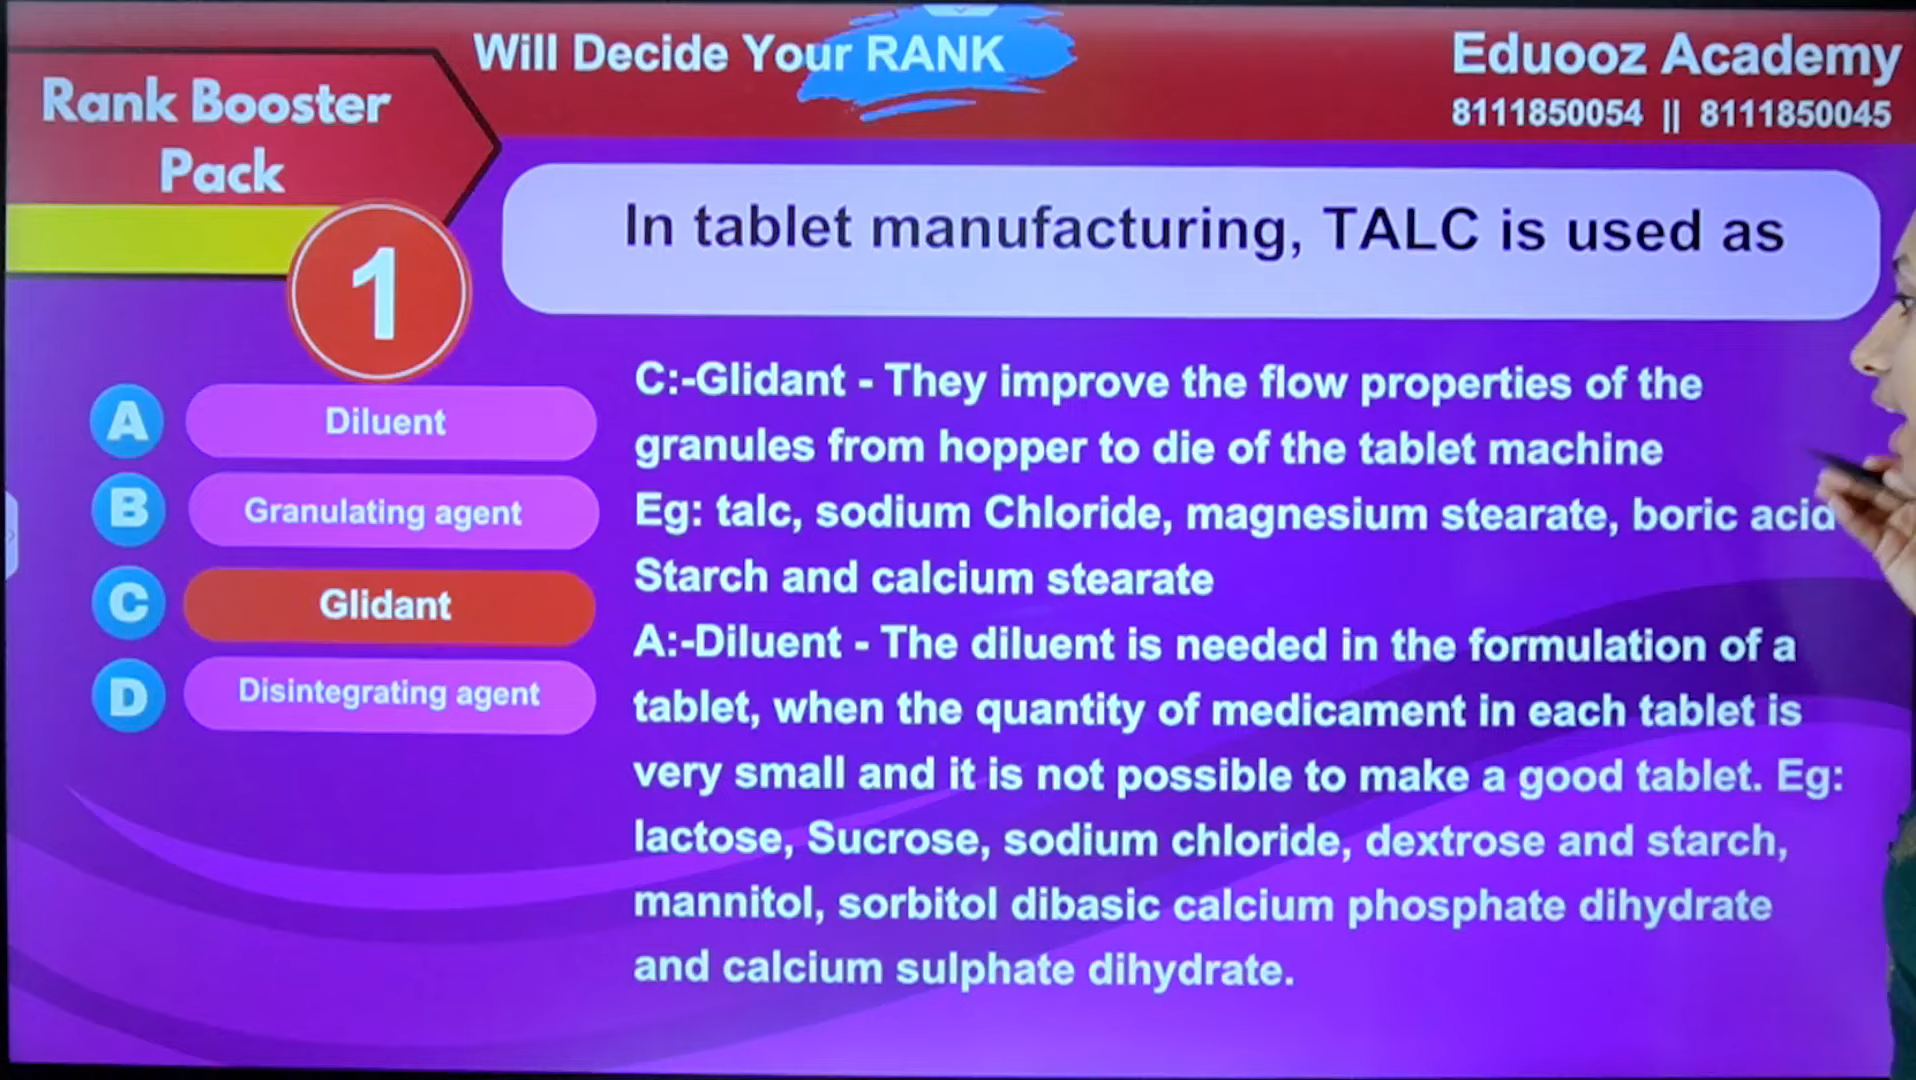 Will Decide Your RANK
Eduooz Academy
8111850054 || 8111850045
Rank Booster
Pack
1
In tablet manufacturing, TALC is used as
A Diluent
B Granulating agent
C Glidant
D Disintegrating agent
C:-Glidant - They improve the flow properties of the
granules from hopper to die of the tablet machine
Eg: talc, sodium Chloride, magnesium stearate, boric acid
Starch and calcium stearate
A:-Diluent - The diluent is needed in the formulation of a
tablet, when the quantity of medicament in each tablet is
very small and it is not possible to make a good tablet. Eg:
lactose, Sucrose, sodium chloride, dextrose and starch,
mannitol, sorbitol dibasic calcium phosphate dihydrate
and calcium sulphate dihydrate.